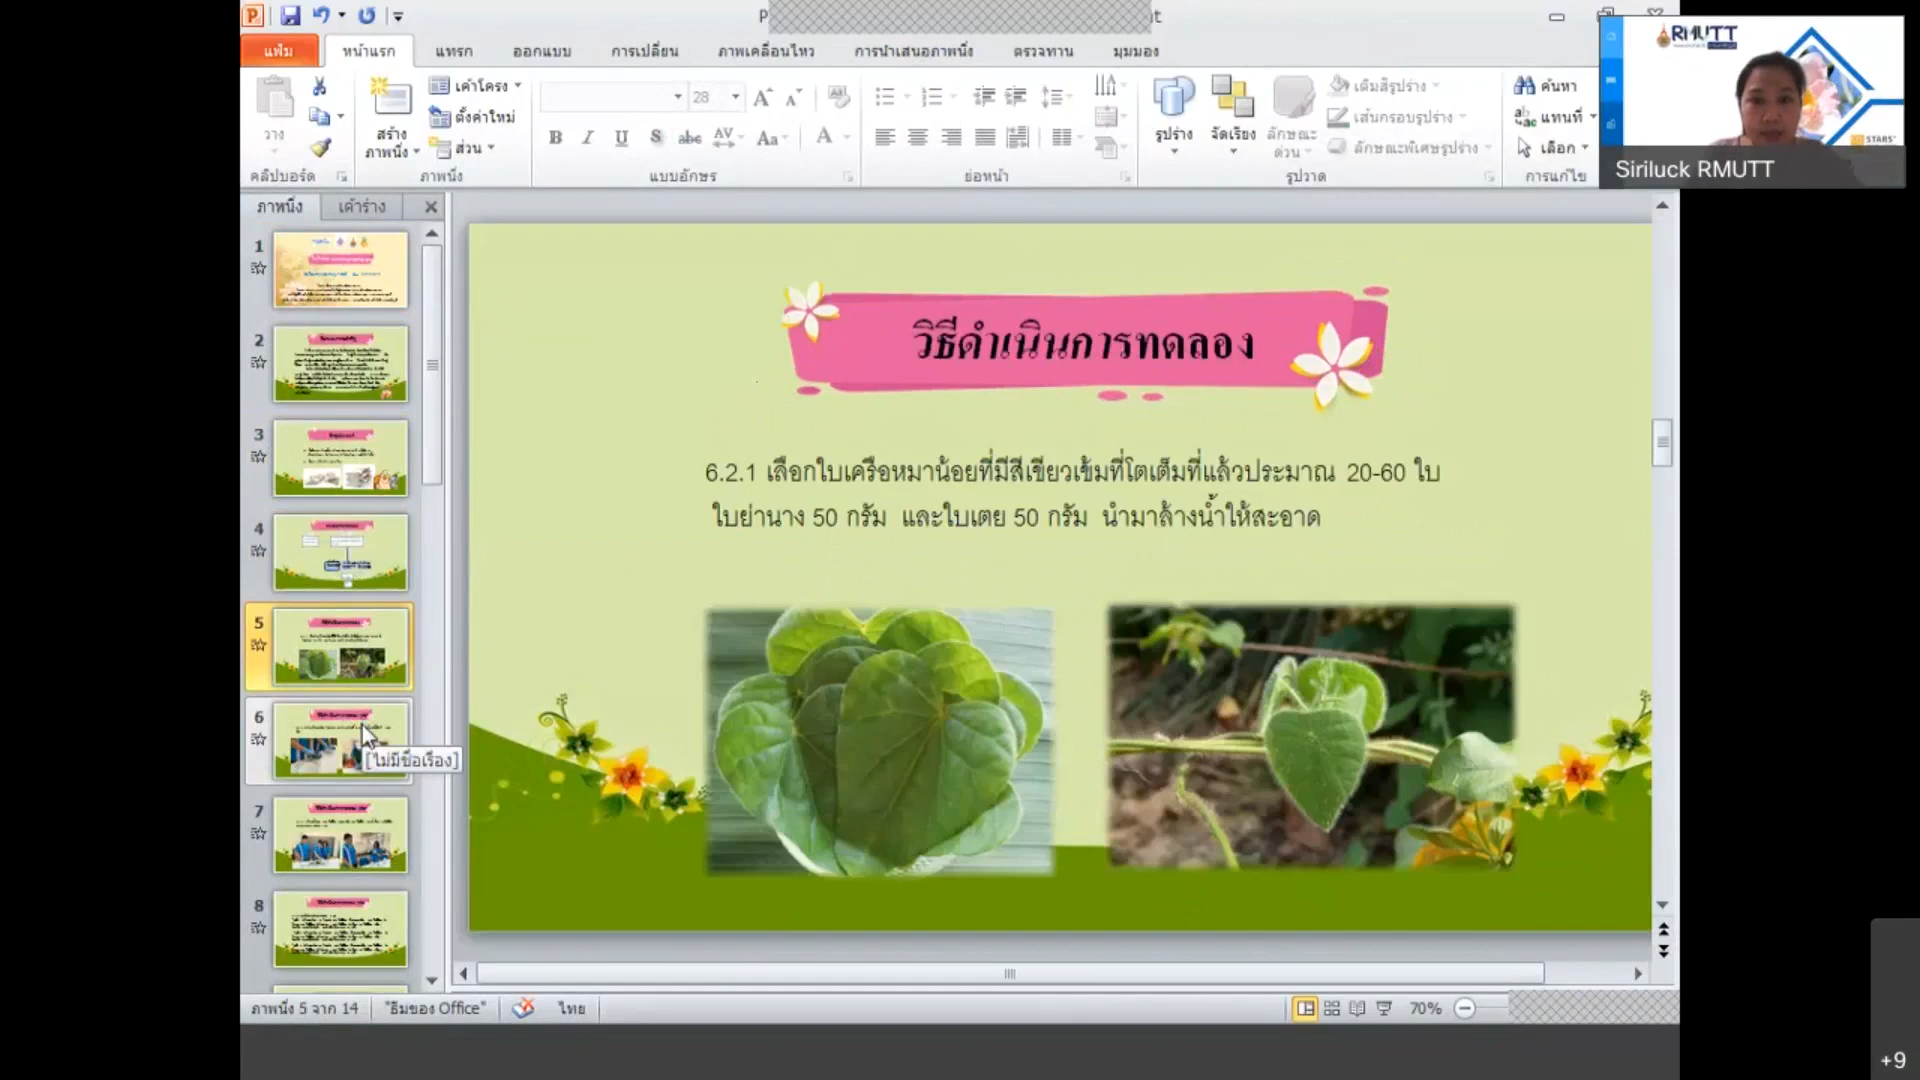 แฟ้ม หน้าแรก แทรก ออกแบบ การเปลี่ยน ภาพเคลื่อนไหว การนำเสนอภาพนิ่ง ตรวจทาน มุมมอง
วาง
คลิปบอร์ด
สร้าง
ภาพนิ่ง
เค้าโครง
ตั้งค่าใหม่
ส่วน
ภาพนิ่ง
28
แบบอักษร
ย่อหน้า
รูปร่าง
จัดเรียง
ลักษณะ
ด่วน
เติมสีรูปร่าง
เส้นกรอบรูปร่าง
ลักษณะพิเศษรูปร่าง
รูปวาด
ค้นหา
แทนที่
เลือก
การแก้ไข
RMUTT
STARS
Siriluck RMUTT
ภาพนิ่ง เค้าร่าง
1
2
3
4
5
6
7
8
[ไม่มีชื่อเรื่อง]
วิธีดำเนินการทดลอง
6.2.1 เลือกใบเครือหมาน้อยที่มีสีเขียวเข้มที่โตเต็มที่แล้วประมาณ 20-60 ใบ
ใบย่านาง 50 กรัม และใบเตย 50 กรัม นำมาล้างน้ำให้สะอาด
ภาพนิ่ง 5 จาก 14 "ธีมของ Office" ไทย 70%
+9